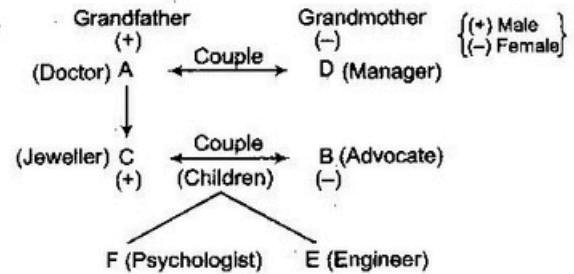 Grandfather Grandmother
(+) (–) {(+) Male
(–) Female}
(Doctor) A Couple D (Manager)
(Jeweller) C Couple B (Advocate)
(+) (Children) (–)
F (Psychologist) E (Engineer)